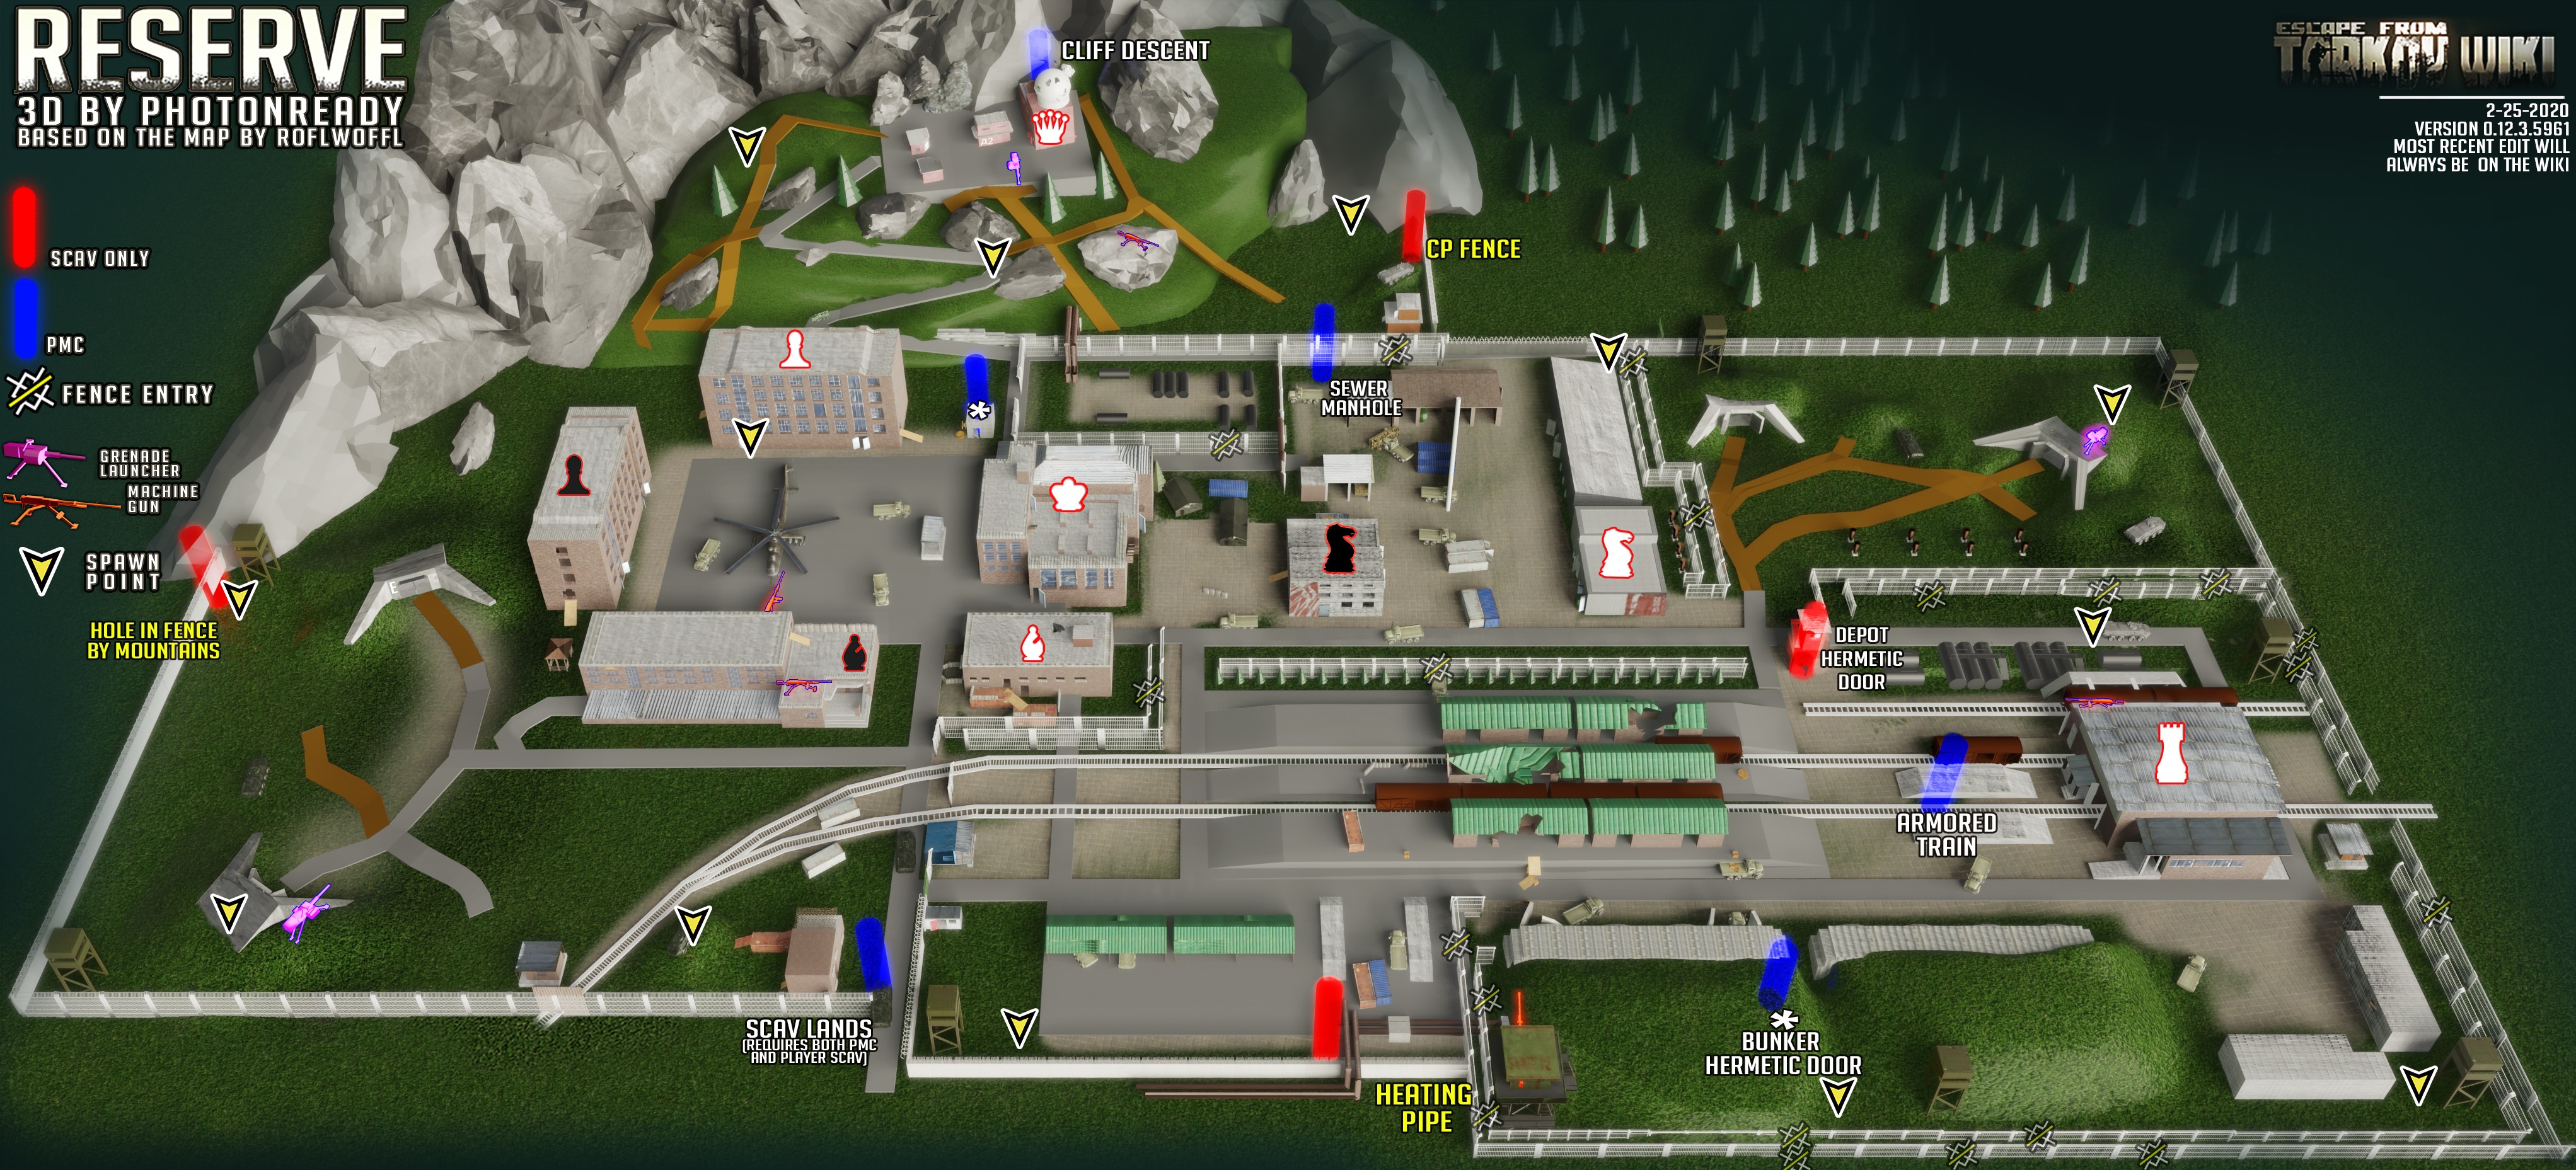 RESERVE
3D BY PHOTONREADY
BASED ON THE MAP BY ROFLWOFFL
ESCAPE FROM
TARKOV WIKI
2-25-2020
VERSION 0.12.3.5961
MOST RECENT EDIT WILL
ALWAYS BE ON THE WIKI
SCAV ONLY
PMC
FENCE ENTRY
GRENADE
LAUNCHER
MACHINE
GUN
SPAWN
POINT
CLIFF DESCENT
CP FENCE
SEWER
MANHOLE
*
HOLE IN FENCE
BY MOUNTAINS
E
DEPOT
HERMETIC
DOOR
ARMORED
TRAIN
SCAV LANDS
(REQUIRES BOTH PMC
AND PLAYER SCAV)
HEATING
PIPE
*
BUNKER
HERMETIC DOOR